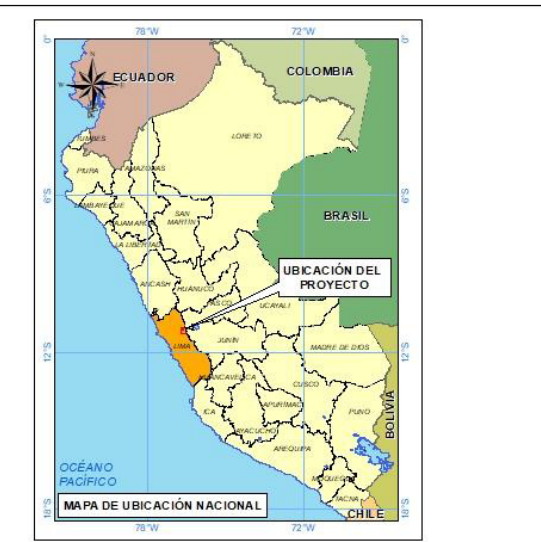 78°W 72°W
0° 0°
N
W E
ECUADOR
COLOMBIA
TUMBES
LORETO
PIURA
AMAZONAS
6°S 6°S
LAMBAYEQUE
CAJAMARCA
SAN
MARTIN
BRASIL
LA LIBERTAD
UBICACIÓN DEL
PROYECTO
ANCASH
HUANUCO
PASCO
UCAYALI
12°S 12°S
LIMA
JUNÍN
MADRE DE DIOS
HUANCAVELICA
CUSCO
ICA
APURIMAC
PUNO
BOLIVIA
AYACUCHO
AREQUIPA
OCÉANO
PACÍFICO
MOQUEGUA
TACNA
MAPA DE UBICACIÓN NACIONAL
CHILE
18°S 18°S
78°W 72°W